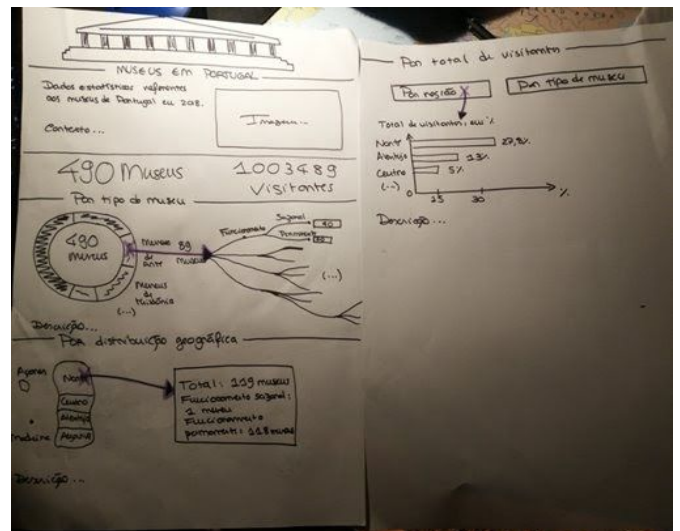 MUSEUS EM PORTUGAL
Dados estatísticos referentes
aos museus de Portugal em 2018.
Contexto...
Imagem...
490 Museus
1003489
Visitantes
Por tipo de museu
490
museus
Museus
de
Arte
89
museus
Museus
de
História
(...)
Funcionamento
Sazonal
Permanente
(...)
Descrição...
Por distribuição geográfica
Açores
Norte
Centro
Alentejo
Algarve
madeira
Total: 119 museus
Funcionamento sazonal:
1 museu
Funcionamento
permanente: 118 museus
Descrição...
Por total de visitantes
Por região
Por tipo de museu
Total de visitantes, em %
Norte
Alentejo
13%
Centro
5%
(...)
0
15
30
%
Descrição...